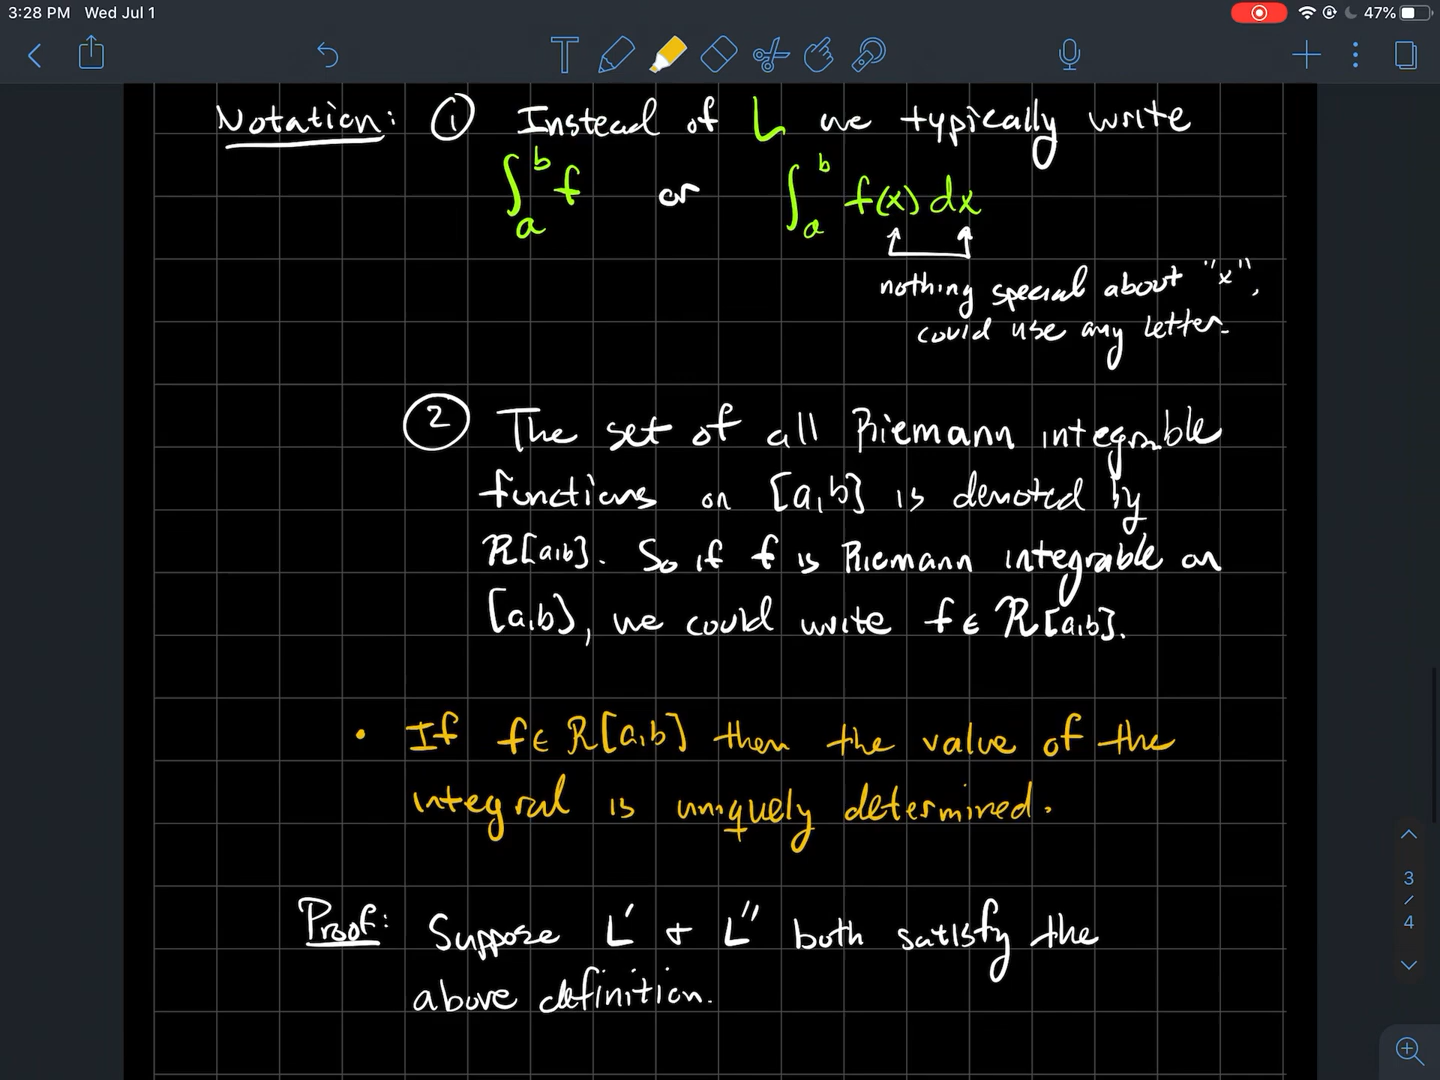 3:28 PM Wed Jul 1
47%
Notation: ① Instead of L we typically write
∫_a^b f or ∫_a^b f(x) dx
nothing special about "x",
could use any letter.
② The set of all Riemann integrable
functions on [a,b] is denoted by
R[a,b]. So if f is Riemann integrable on
[a,b], we could write f ∈ R[a,b].
• If f ∈ R[a,b] then the value of the
integral is uniquely determined.
Proof: Suppose L' + L'' both satisfy the
above definition.
3
/
4